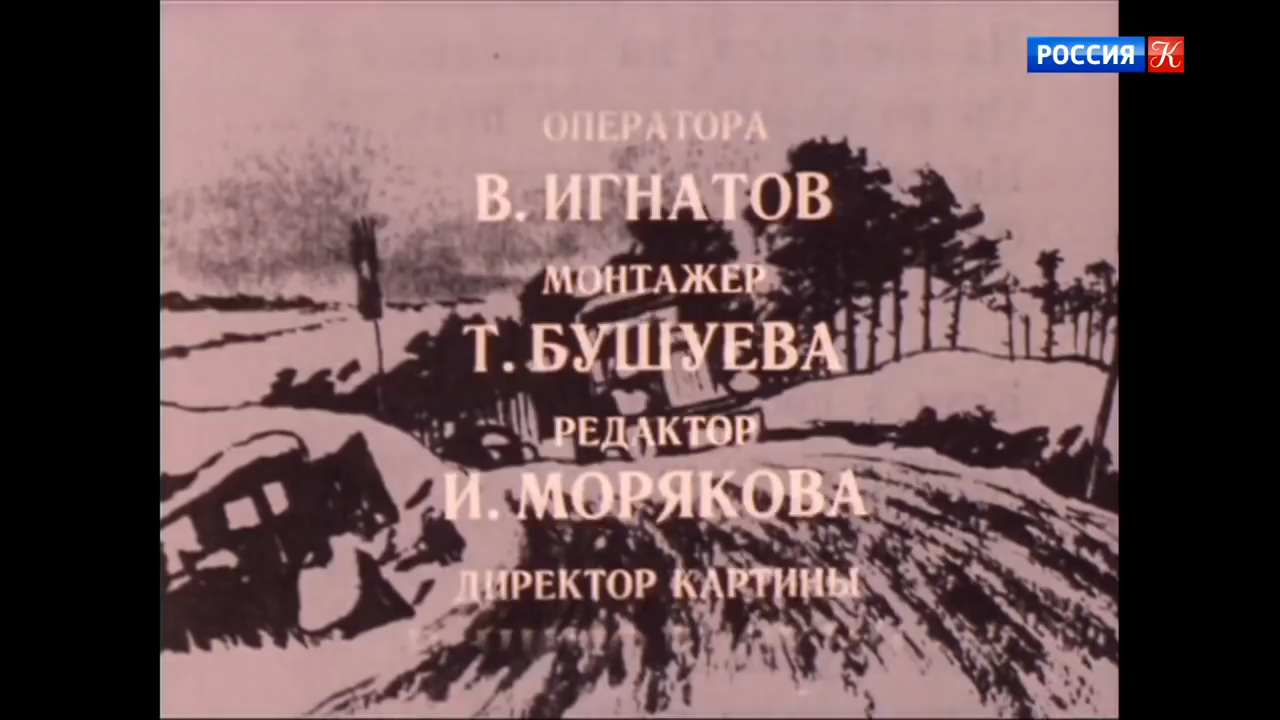 РОССИЯ К
ОПЕРАТОРА
В. ИГНАТОВ
МОНТАЖЕР
Т. БУШУЕВА
РЕДАКТОР
И. МОРЯКОВА
ДИРЕКТОР КАРТИНЫ